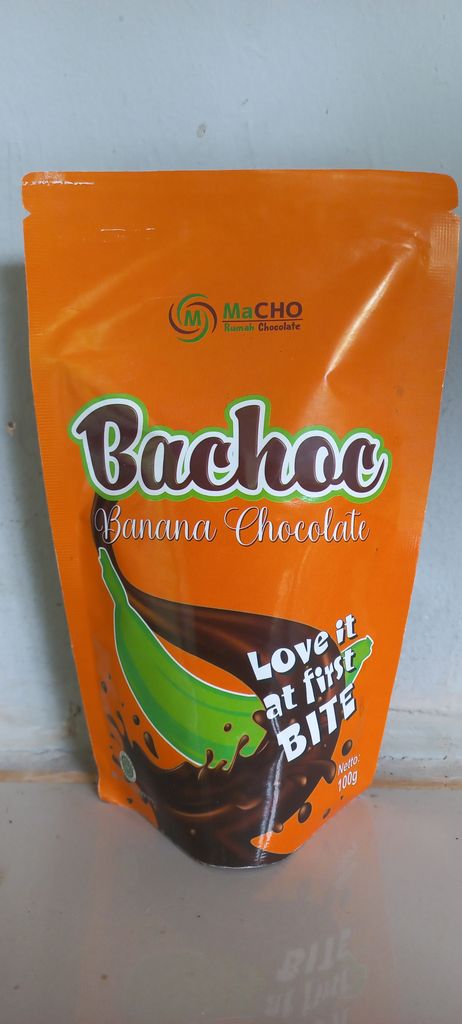 M
MaCHO
Rumah Chocolate
Bachoc
Banana Chocolate
Love it
at first
BITE
Netto:
100g